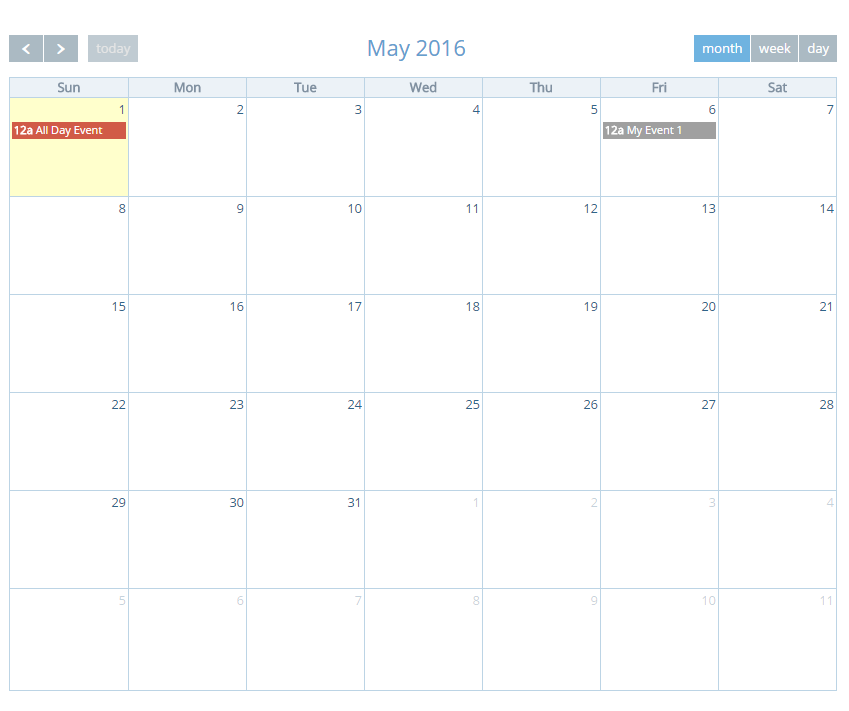 today May 2016 month week day
Sun Mon Tue Wed Thu Fri Sat
1 2 3 4 5 6 7
12a All Day Event 12a My Event 1
8 9 10 11 12 13 14
15 16 17 18 19 20 21
22 23 24 25 26 27 28
29 30 31 1 2 3 4
5 6 7 8 9 10 11